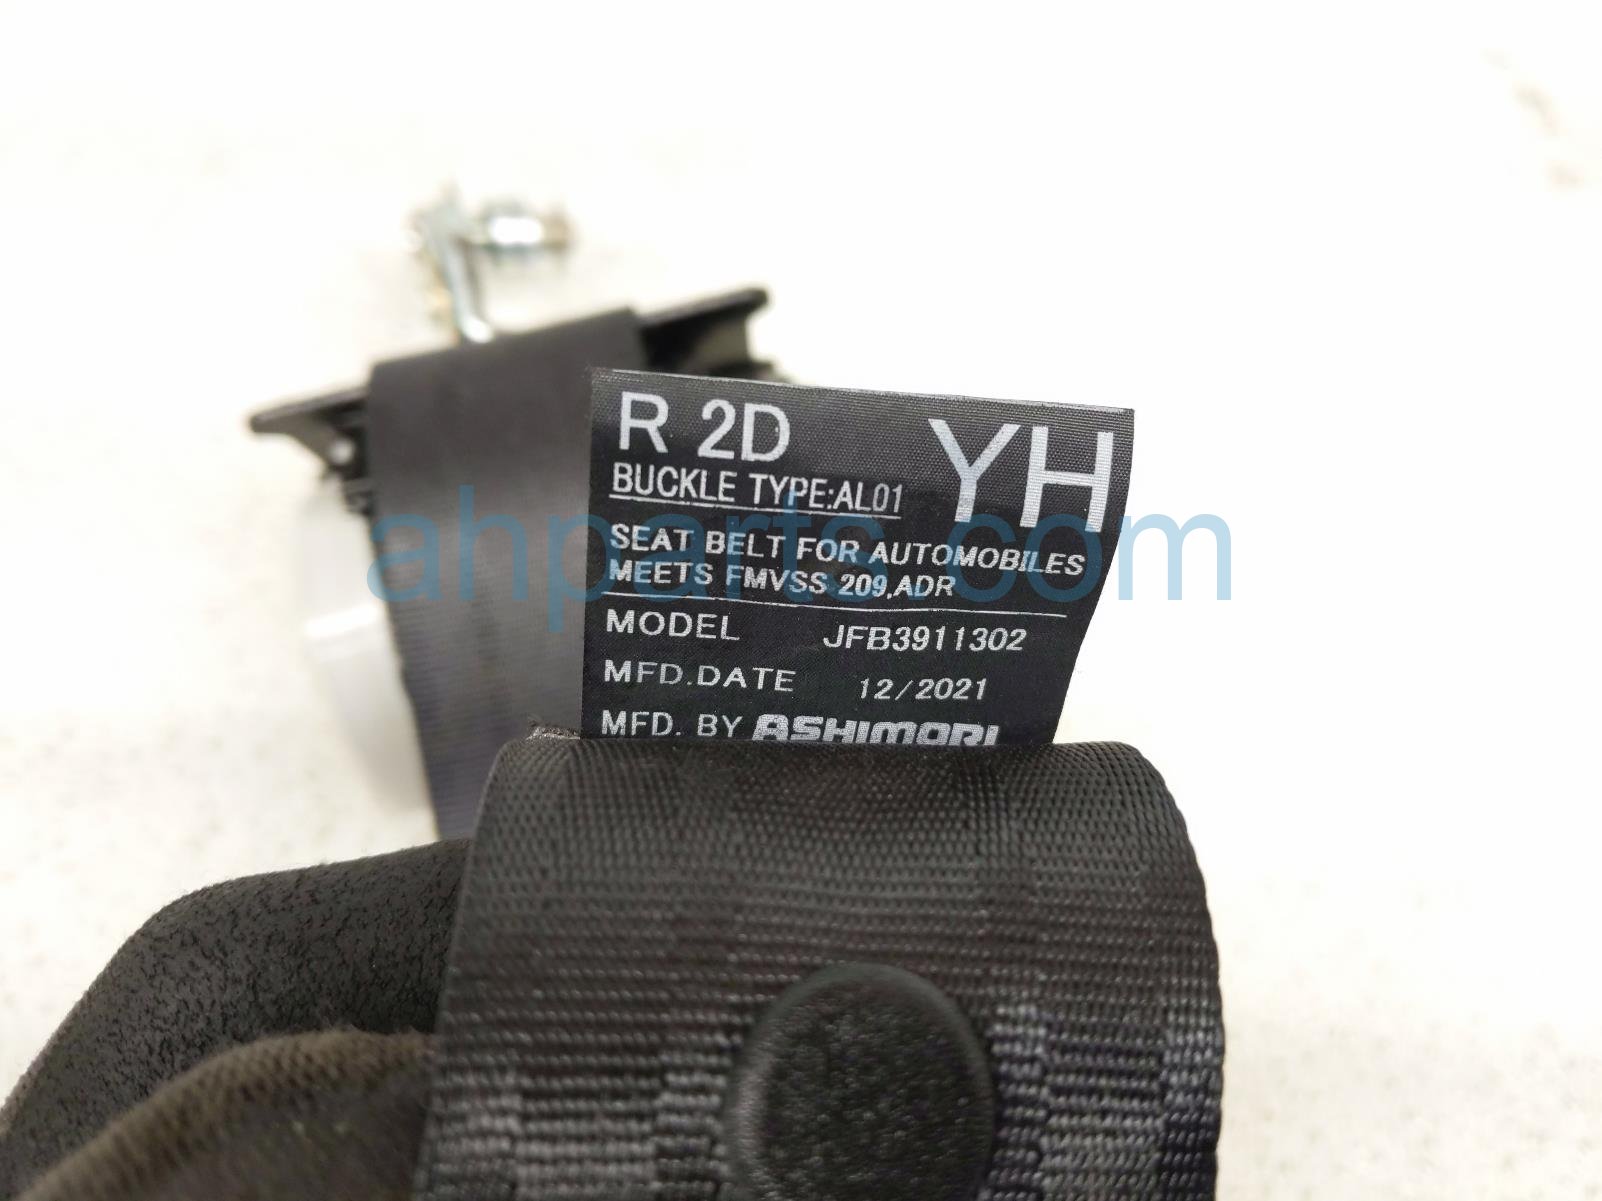 R 2D YH
BUCKLE TYPE:AL01
SEAT BELT FOR AUTOMOBILES
MEETS FMVSS 209,ADR
MODEL JFB3911302
MFD.DATE 12/2021
MFD. BY ASHIMORI
ahparts.com